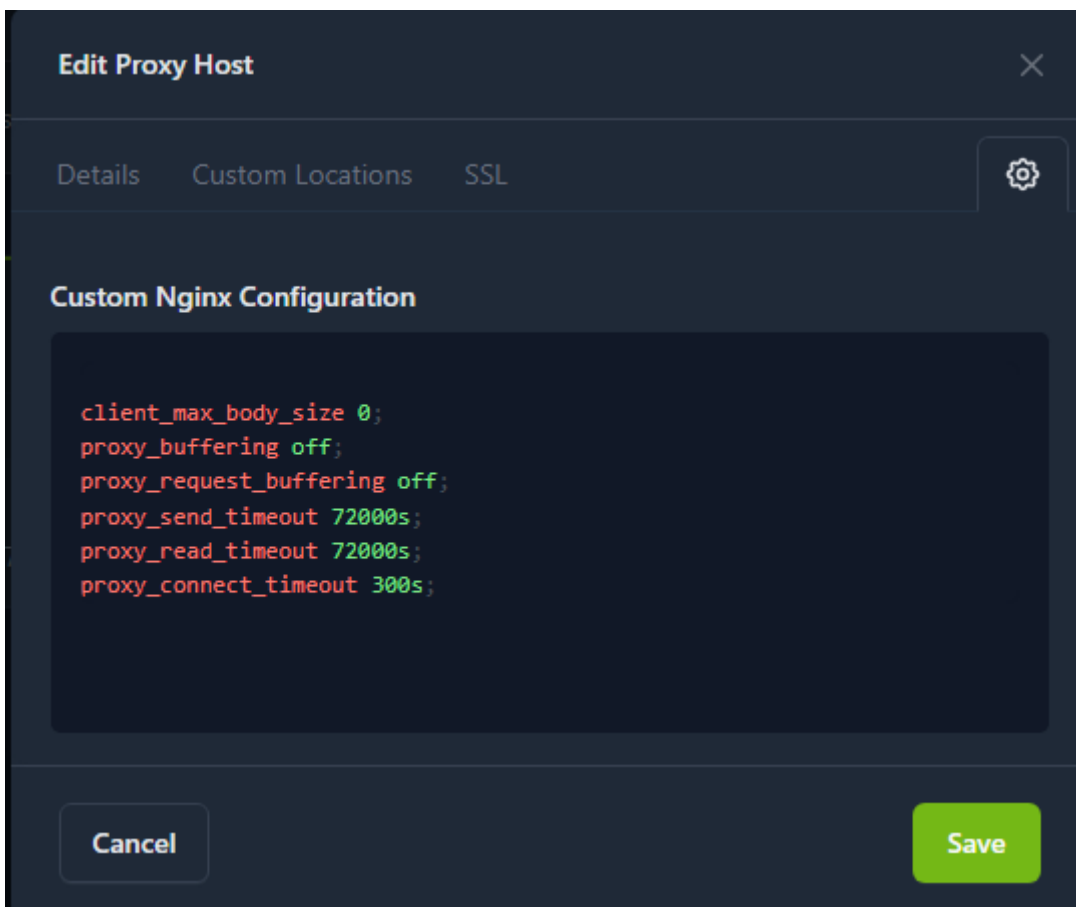 Edit Proxy Host
Details Custom Locations SSL
Custom Nginx Configuration
client_max_body_size 0;
proxy_buffering off;
proxy_request_buffering off;
proxy_send_timeout 72000s;
proxy_read_timeout 72000s;
proxy_connect_timeout 300s;
Cancel Save